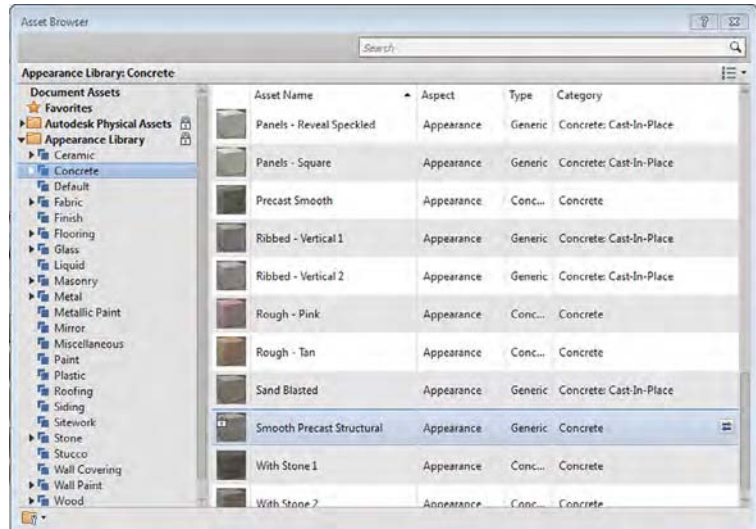 Asset Browser
Search
Appearance Library: Concrete
Document Assets
Favorites
Autodesk Physical Assets
Appearance Library
Ceramic
Concrete
Default
Fabric
Finish
Flooring
Glass
Liquid
Masonry
Metal
Metallic Paint
Mirror
Miscellaneous
Paint
Plastic
Roofing
Siding
Sitework
Stone
Stucco
Wall Covering
Wall Paint
Wood
Asset Name Aspect Type Category
Panels - Reveal Speckled Appearance Generic Concrete: Cast-In-Place
Panels - Square Appearance Generic Concrete: Cast-In-Place
Precast Smooth Appearance Conc... Concrete
Ribbed - Vertical 1 Appearance Generic Concrete: Cast-In-Place
Ribbed - Vertical 2 Appearance Generic Concrete: Cast-In-Place
Rough - Pink Appearance Conc... Concrete
Rough - Tan Appearance Conc... Concrete
Sand Blasted Appearance Generic Concrete: Cast-In-Place
Smooth Precast Structural Appearance Generic Concrete
With Stone 1 Appearance Conc... Concrete
With Stone 2 Appearance Conc... Concrete